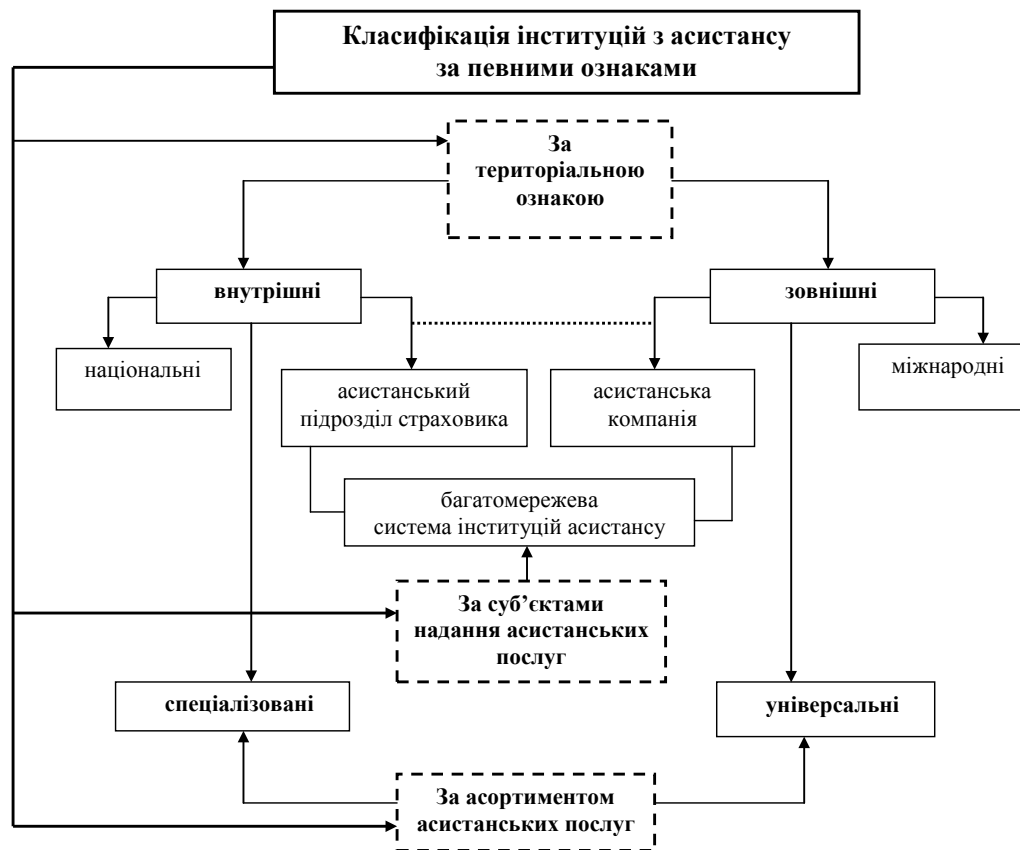 Класифікація інституцій з асистансу
за певними ознаками
За
територіальною
ознакою
внутрішні
зовнішні
національні
асистанський
підрозділ страховика
асистанська
компанія
міжнародні
багатомережева
система інституцій асистансу
За суб’єктами
надання асистанських
послуг
спеціалізовані
універсальні
За асортиментом
асистанських послуг